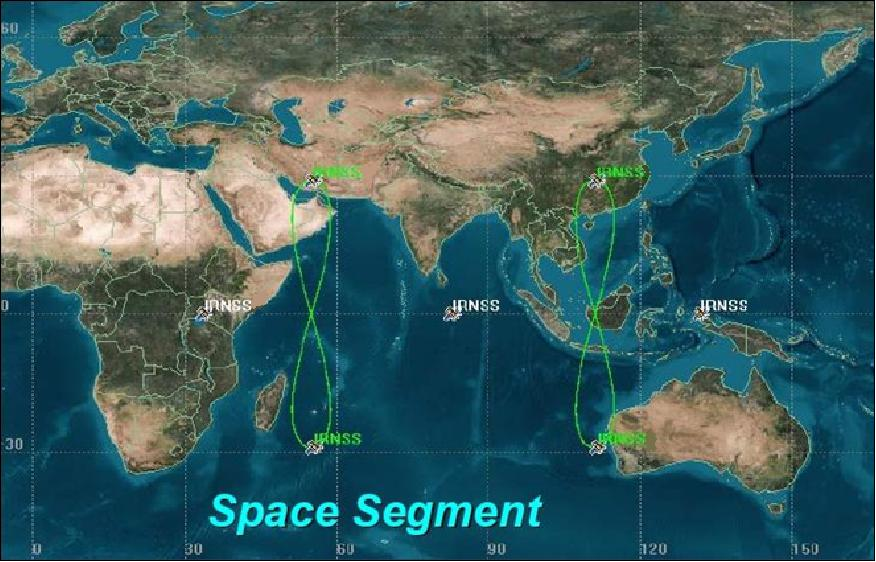 60
IRNSS IRNSS
0 IRNSS IRNSS IRNSS
-30 IRNSS IRNSS
Space Segment
0 30 60 90 120 150